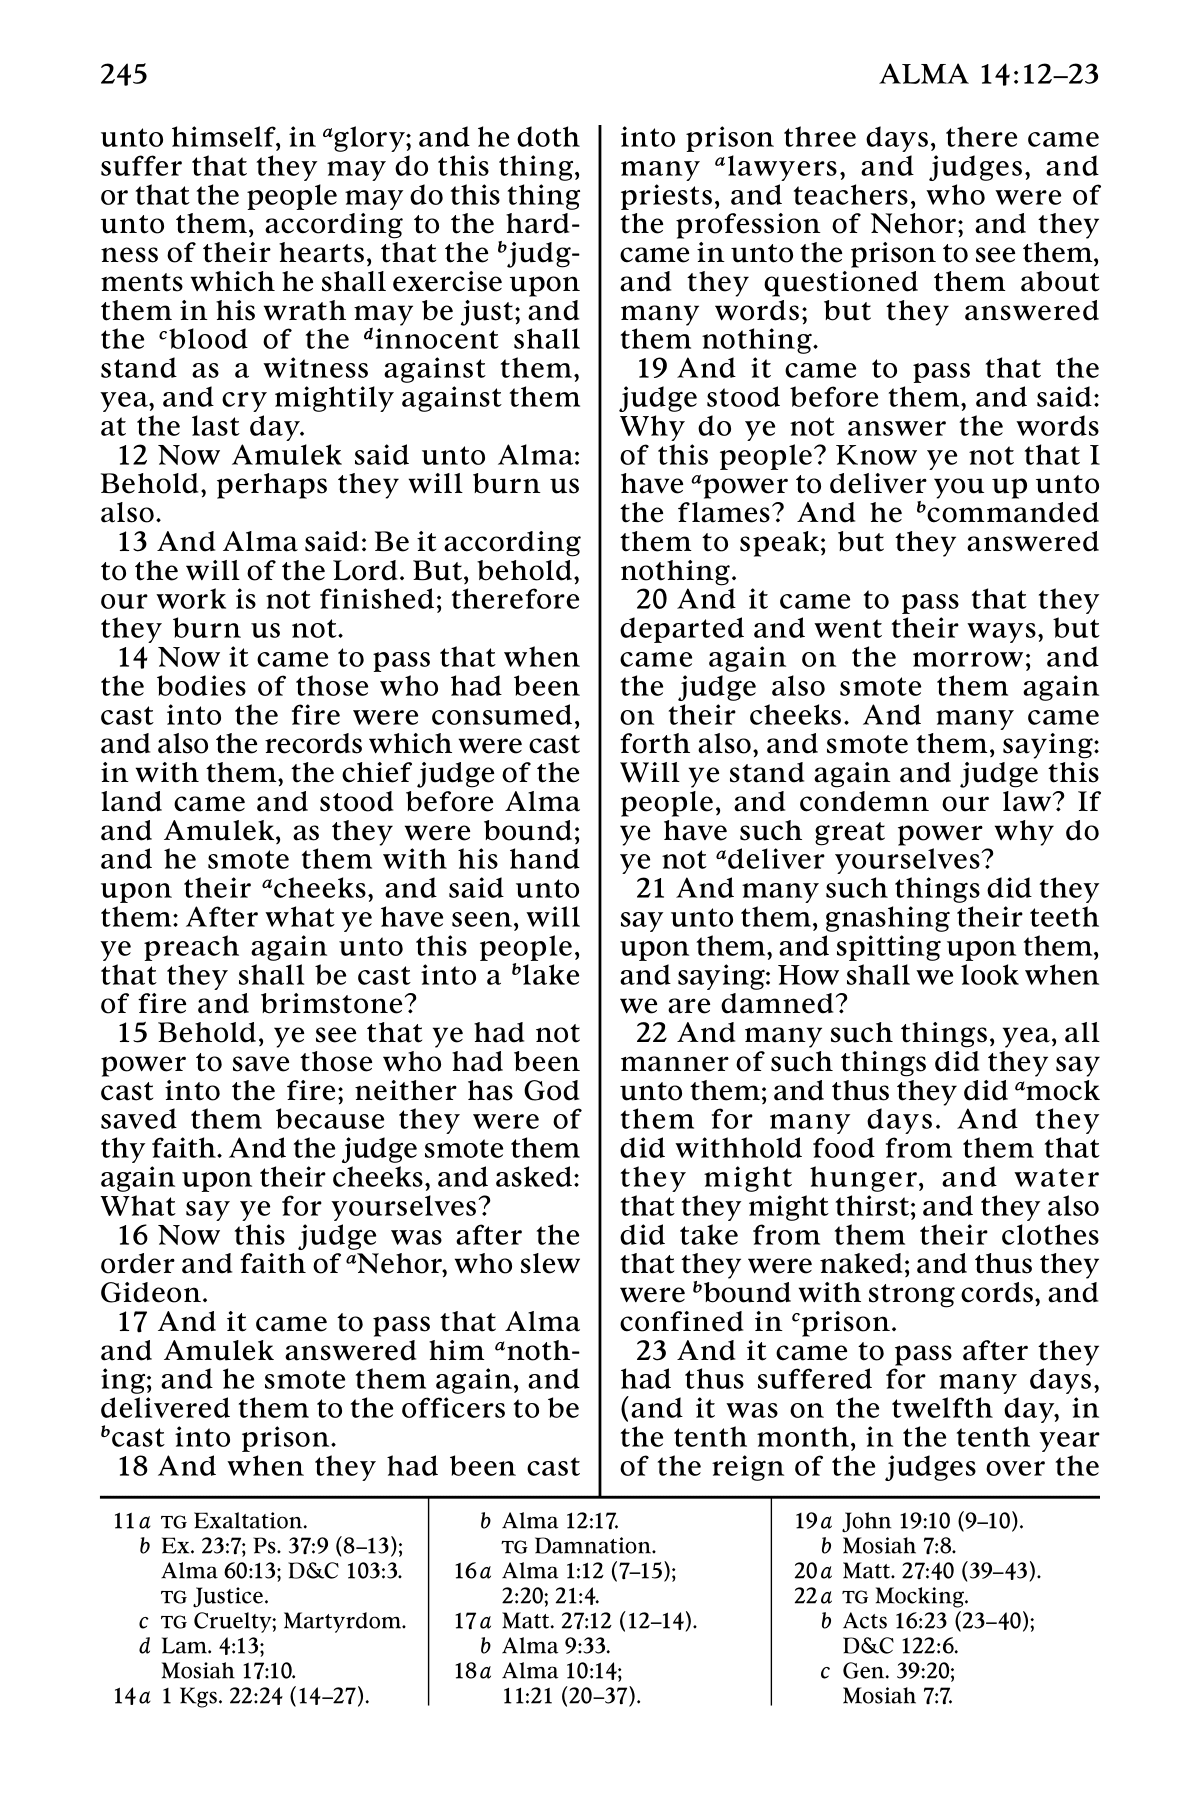 245
ALMA 14:12–23
unto himself, in ᵃglory; and he doth
suffer that they may do this thing,
or that the people may do this thing
unto them, according to the hard-
ness of their hearts, that the ᵇjudg-
ments which he shall exercise upon
them in his wrath may be just; and
the ᶜblood of the ᵈinnocent shall
stand as a witness against them,
yea, and cry mightily against them
at the last day.
12 Now Amulek said unto Alma:
Behold, perhaps they will burn us
also.
13 And Alma said: Be it according
to the will of the Lord. But, behold,
our work is not finished; therefore
they burn us not.
14 Now it came to pass that when
the bodies of those who had been
cast into the fire were consumed,
and also the records which were cast
in with them, the chief judge of the
land came and stood before Alma
and Amulek, as they were bound;
and he smote them with his hand
upon their ᵃcheeks, and said unto
them: After what ye have seen, will
ye preach again unto this people,
that they shall be cast into a ᵇlake
of fire and brimstone?
15 Behold, ye see that ye had not
power to save those who had been
cast into the fire; neither has God
saved them because they were of
thy faith. And the judge smote them
again upon their cheeks, and asked:
What say ye for yourselves?
16 Now this judge was after the
order and faith of ᵃNehor, who slew
Gideon.
17 And it came to pass that Alma
and Amulek answered him ᵃnoth-
ing; and he smote them again, and
delivered them to the officers to be
ᵇcast into prison.
18 And when they had been cast
into prison three days, there came
many ᵃlawyers, and judges, and
priests, and teachers, who were of
the profession of Nehor; and they
came in unto the prison to see them,
and they questioned them about
many words; but they answered
them nothing.
19 And it came to pass that the
judge stood before them, and said:
Why do ye not answer the words
of this people? Know ye not that I
have ᵃpower to deliver you up unto
the flames? And he ᵇcommanded
them to speak; but they answered
nothing.
20 And it came to pass that they
departed and went their ways, but
came again on the morrow; and
the judge also smote them again
on their cheeks. And many came
forth also, and smote them, saying:
Will ye stand again and judge this
people, and condemn our law? If
ye have such great power why do
ye not ᵃdeliver yourselves?
21 And many such things did they
say unto them, gnashing their teeth
upon them, and spitting upon them,
and saying: How shall we look when
we are damned?
22 And many such things, yea, all
manner of such things did they say
unto them; and thus they did ᵃmock
them for many days. And they
did withhold food from them that
they might hunger, and water
that they might thirst; and they also
did take from them their clothes
that they were naked; and thus they
were ᵇbound with strong cords, and
confined in ᶜprison.
23 And it came to pass after they
had thus suffered for many days,
(and it was on the twelfth day, in
the tenth month, in the tenth year
of the reign of the judges over the
11a TG Exaltation.
b Ex. 23:7; Ps. 37:9 (8–13);
Alma 60:13; D&C 103:3.
TG Justice.
c TG Cruelty; Martyrdom.
d Lam. 4:13;
Mosiah 17:10.
14a 1 Kgs. 22:24 (14–27).
b Alma 12:17.
TG Damnation.
16a Alma 1:12 (7–15);
2:20; 21:4.
17a Matt. 27:12 (12–14).
b Alma 9:33.
18a Alma 10:14;
11:21 (20–37).
19a John 19:10 (9–10).
b Mosiah 7:8.
20a Matt. 27:40 (39–43).
22a TG Mocking.
b Acts 16:23 (23–40);
D&C 122:6.
c Gen. 39:20;
Mosiah 7:7.